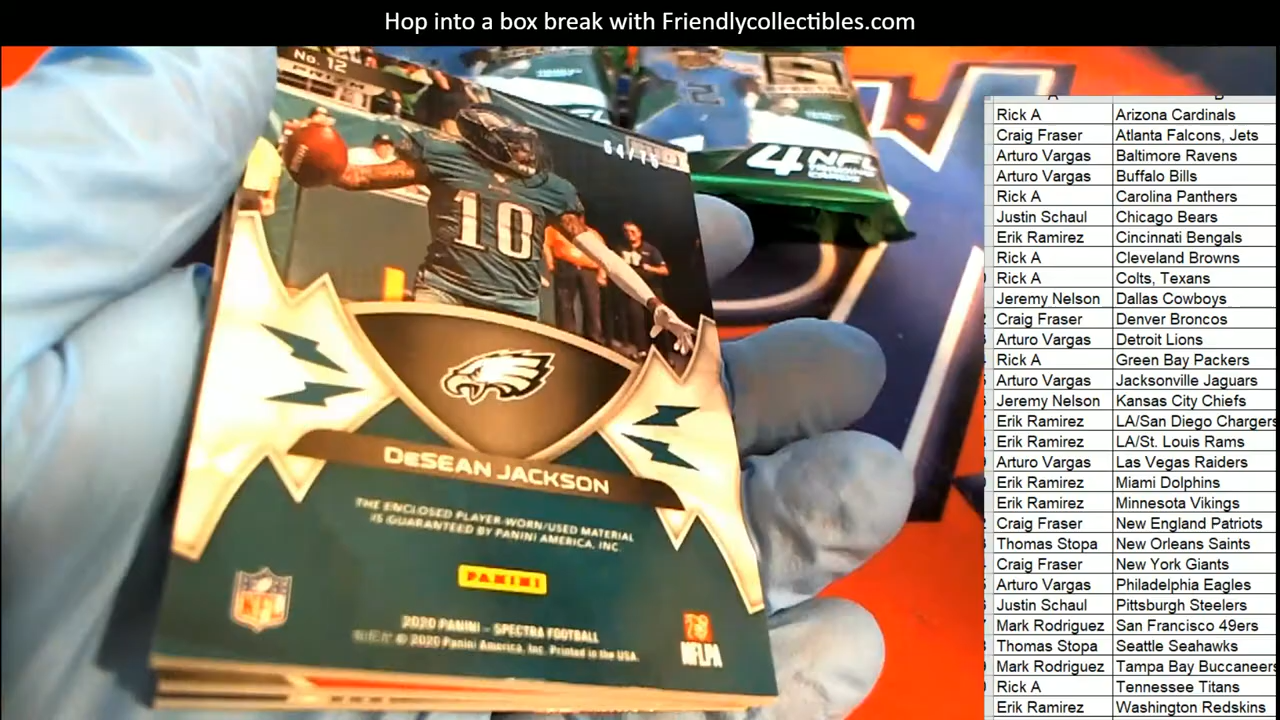 Hop into a box break with Friendlycollectibles.com
No. 12
10
4 NFL
TRADING
CARDS
DeSEAN JACKSON
THE ENCLOSED PLAYER-WORN/USED MATERIAL
IS GUARANTEED BY PANINI AMERICA, INC.
PANINI
2020 PANINI - SPECTRA FOOTBALL
© 2020 Panini America, Inc. Printed in the USA.
NFL
NFLPA
Rick A Arizona Cardinals
Craig Fraser Atlanta Falcons, Jets
Arturo Vargas Baltimore Ravens
Arturo Vargas Buffalo Bills
Rick A Carolina Panthers
Justin Schaul Chicago Bears
Erik Ramirez Cincinnati Bengals
Rick A Cleveland Browns
Rick A Colts, Texans
Jeremy Nelson Dallas Cowboys
Craig Fraser Denver Broncos
Arturo Vargas Detroit Lions
Rick A Green Bay Packers
Arturo Vargas Jacksonville Jaguars
Jeremy Nelson Kansas City Chiefs
Erik Ramirez LA/San Diego Chargers
Erik Ramirez LA/St. Louis Rams
Arturo Vargas Las Vegas Raiders
Erik Ramirez Miami Dolphins
Erik Ramirez Minnesota Vikings
Craig Fraser New England Patriots
Thomas Stopa New Orleans Saints
Craig Fraser New York Giants
Arturo Vargas Philadelphia Eagles
Justin Schaul Pittsburgh Steelers
Mark Rodriguez San Francisco 49ers
Thomas Stopa Seattle Seahawks
Mark Rodriguez Tampa Bay Buccaneers
Rick A Tennessee Titans
Erik Ramirez Washington Redskins